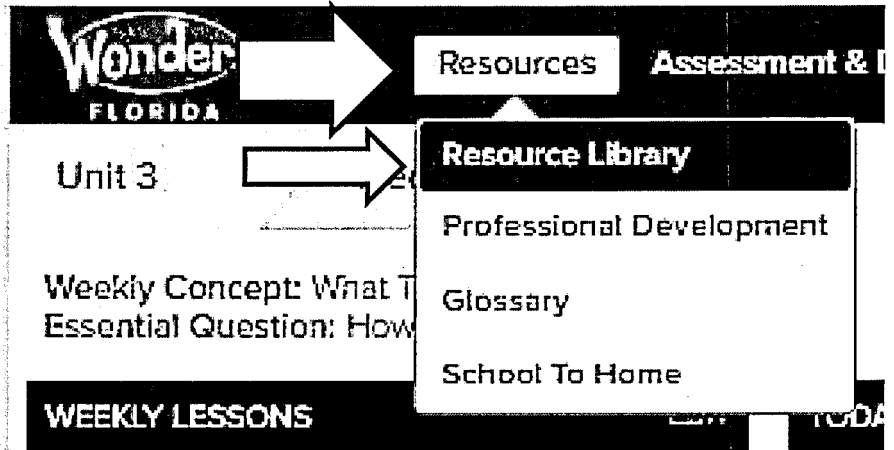 Wonder
FLORIDA
Resources
Assessment &
Resource Library
Unit 3
Professional Development
Weekly Concept: What T
Glossary
Essential Question: How
School To Home
WEEKLY LESSONS
TODA